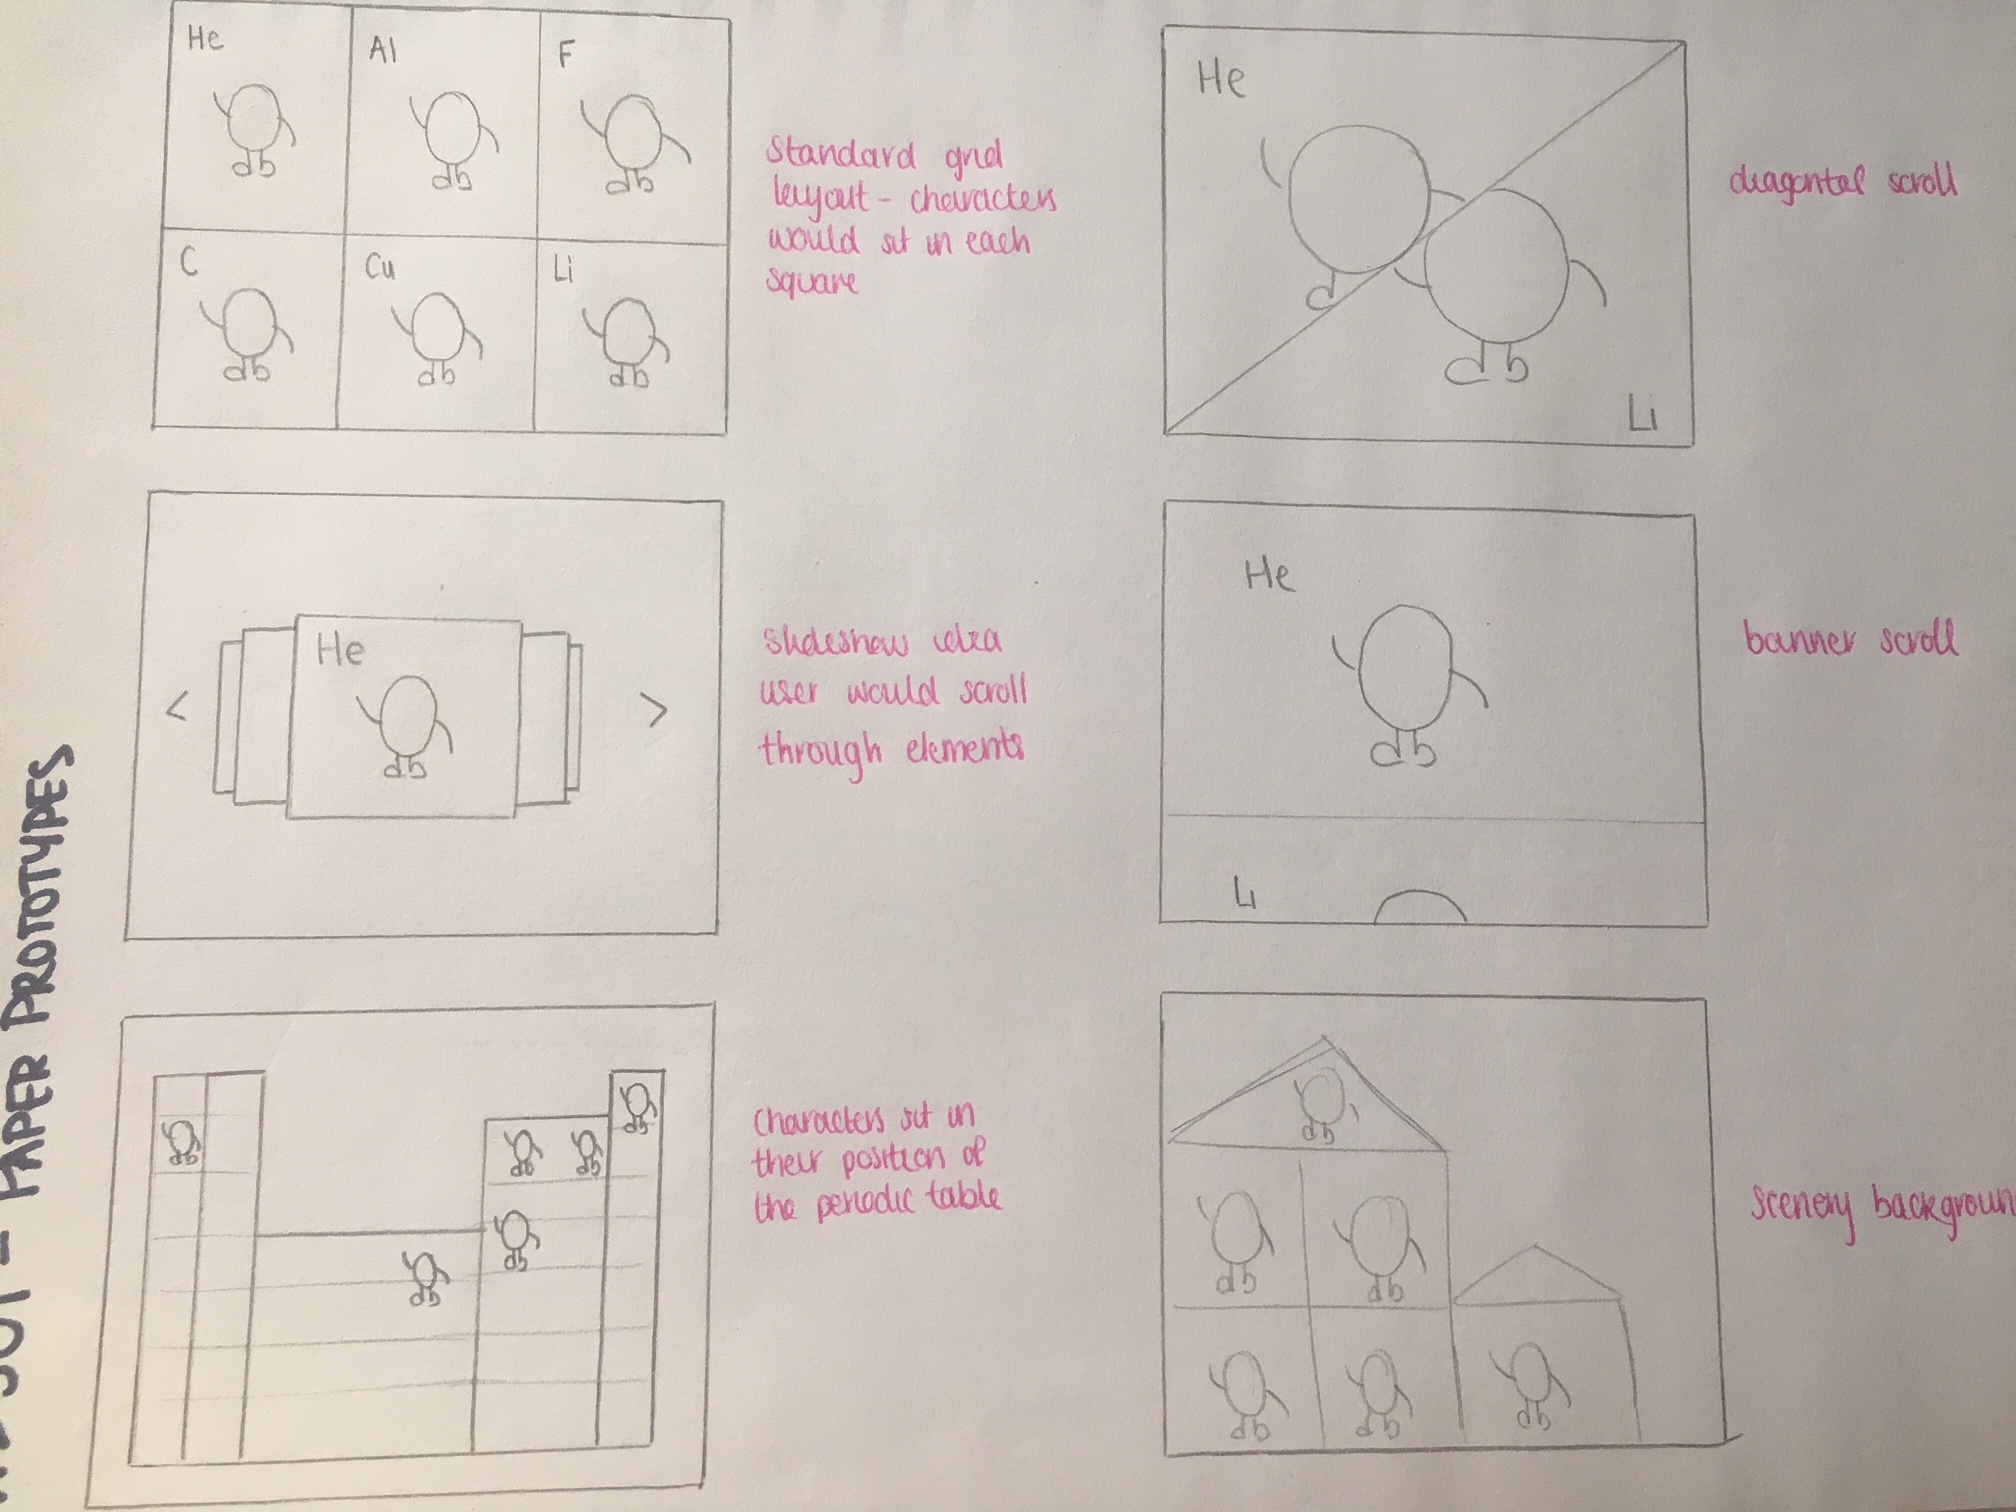 PAPER PROTOTYPES
He
Al
F
C
Cu
Li
Standard grid
layout - characters
would sit in each
square
He
Li
diagontal scroll
<
He
>
Slideshow idea
user would scroll
through elements
He
Li
banner scroll
Characters sit in
their position of
the periodic table
Scenery backgroun